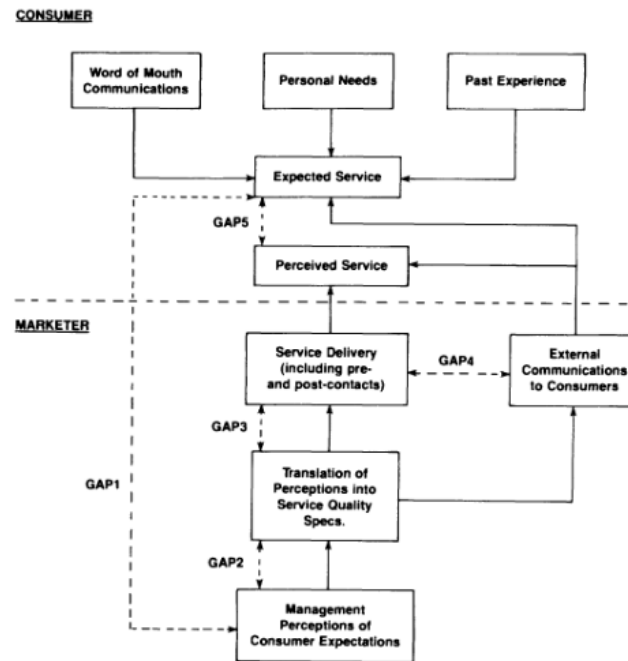 CONSUMER
Word of Mouth
Communications
Personal Needs
Past Experience
Expected Service
GAP5
Perceived Service
MARKETER
Service Delivery
(including pre-
and post-contacts)
GAP4
External
Communications
to Consumers
GAP3
GAP1
Translation of
Perceptions into
Service Quality
Specs.
GAP2
Management
Perceptions of
Consumer Expectations